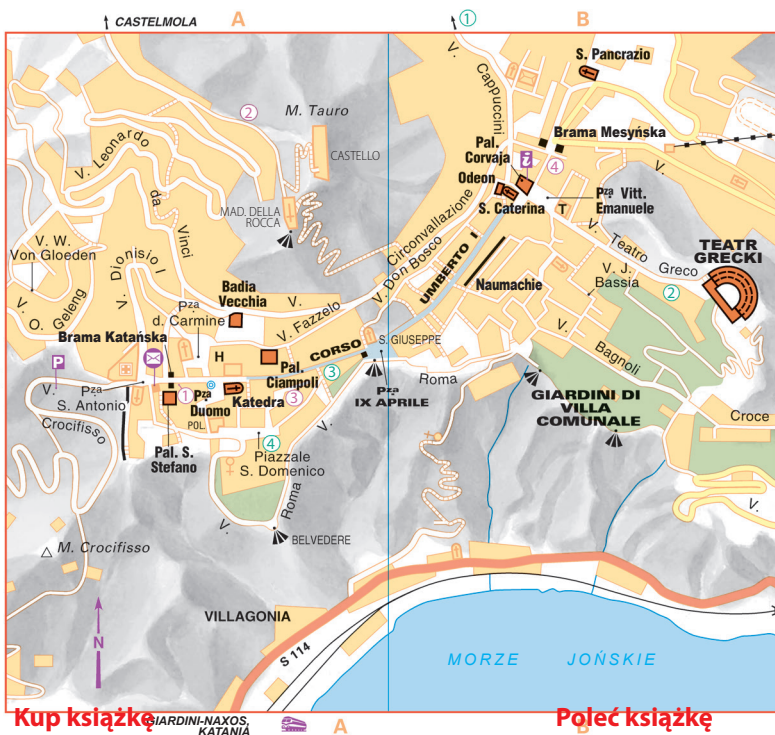 CASTELMOLA
A
①
B
S. Pancrazio
②
M. Tauro
V. Cappuccini
Brama Mesyńska
CASTELLO
Pal.
Corvaja
i
④
V.
V. Leonardo
da
Vinci
Odeon
S. Caterina
Pza Vitt.
Emanuele
T
MAD. DELLA
ROCCA
Circonvallazione
V. Don Bosco
UMBERTO I
V. Teatro
Greco
TEATR
GRECKI
V. W.
Von Gloeden
V. Dionisio I
Naumachie
V. J.
Bassia
②
Badia
Vecchia
V.
V. O. Geleng
Pza
d. Carmine
V. Fazzelo
Brama Katańska
H
CORSO
S. GIUSEPPE
Bagnoli
P
Pal.
Ciampoli
③
V.
Pza
S. Antonio
①
Pza
Duomo
Katedra
③
Pza
IX APRILE
Roma
GIARDINI DI
VILLA
COMUNALE
Crocifisso
POL.
Croce
④
Pal. S.
Stefano
Piazzale
S. Domenico
V.
Roma
BELVEDERE
M. Crocifisso
VILLAGONIA
N
S 114
MORZE JOŃSKIE
Kup książkę
Poleć książkę
GIARDINI-NAXOS,
KATANIA
A
B